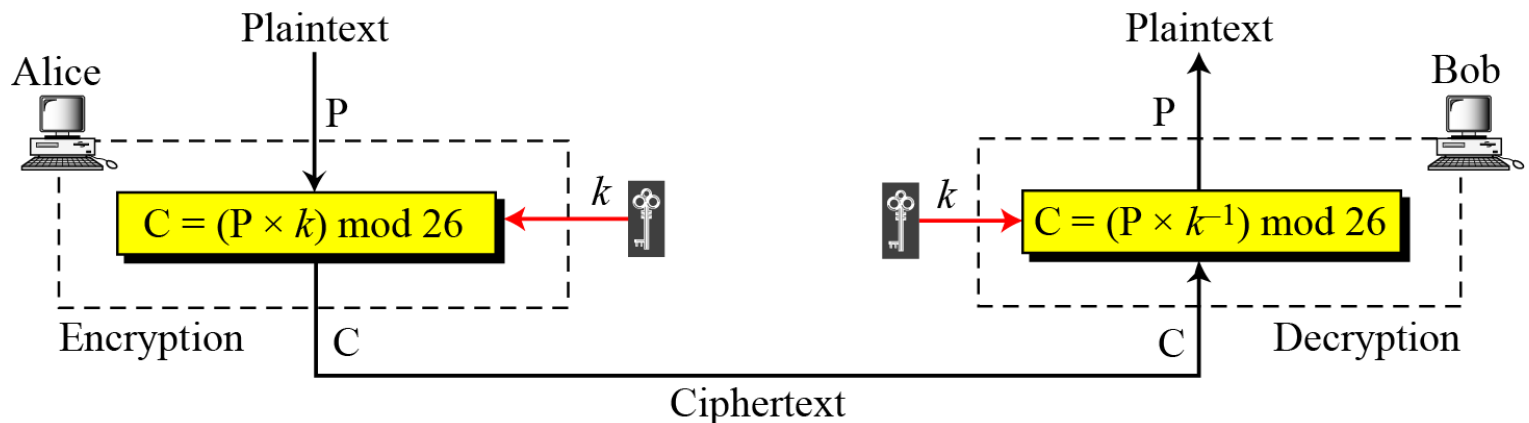 Plaintext
Plaintext
Alice
Bob
P
P
k
k
C = (P × k) mod 26
C = (P × k⁻¹) mod 26
Encryption
C
C
Decryption
Ciphertext